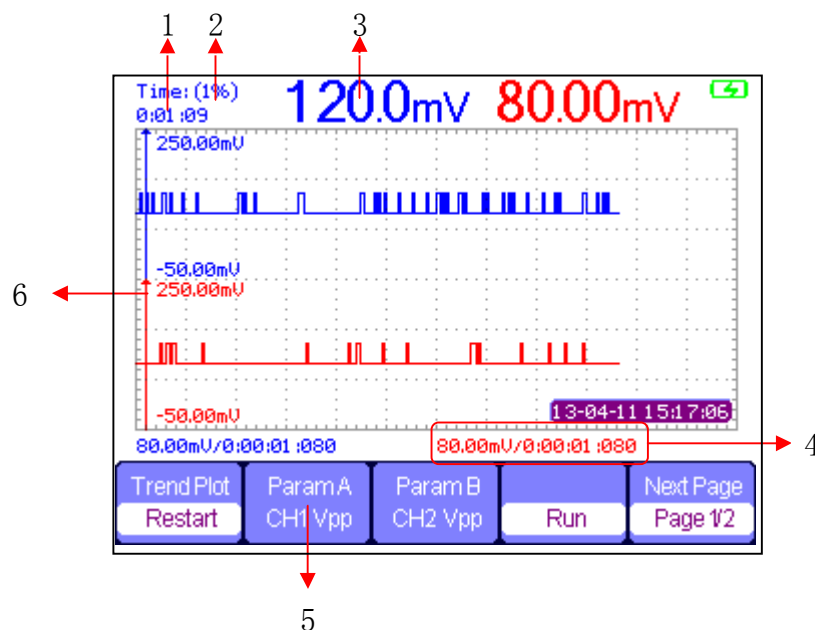 1 2 3
Time: (1%) 120.0mV 80.00mV
0:01:09
250.00mV
-50.00mV
6
250.00mV
-50.00mV
13-04-11 15:17:06
80.00mV/0:00:01:080 80.00mV/0:00:01:080
4
Trend Plot Param A Param B Next Page
Restart CH1 Vpp CH2 Vpp Run Page 1/2
5